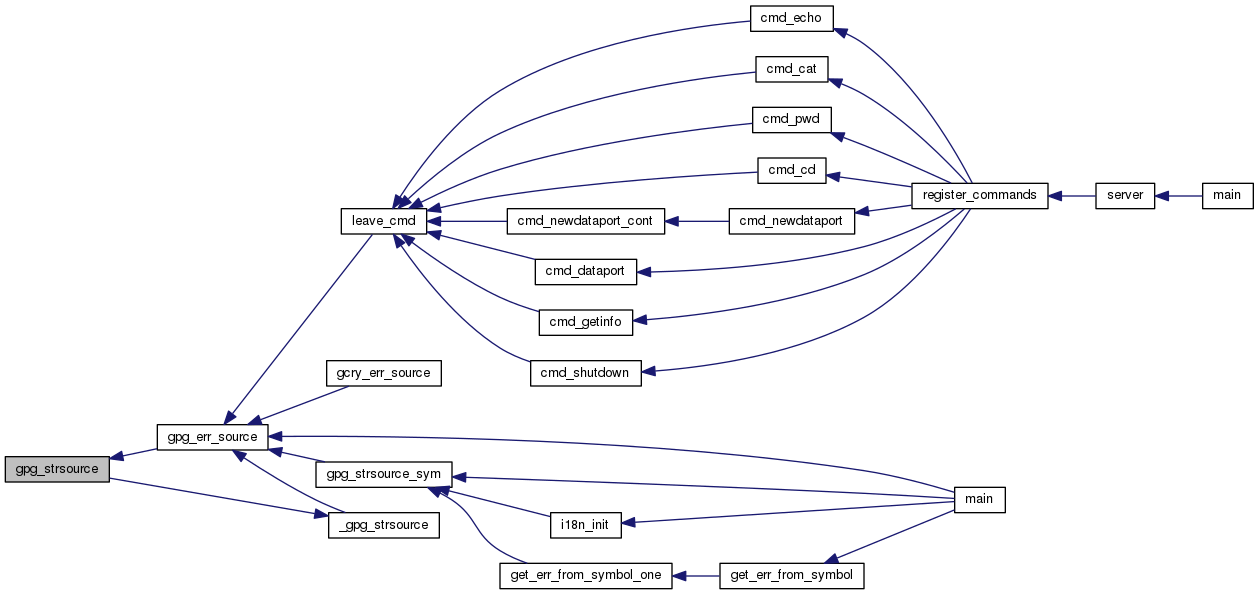 cmd_echo
cmd_cat
cmd_pwd
cmd_cd
register_commands
server
main
leave_cmd
cmd_newdataport_cont
cmd_newdataport
cmd_dataport
cmd_getinfo
cmd_shutdown
gcry_err_source
gpg_err_source
gpg_strsource
gpg_strsource_sym
main
_gpg_strsource
i18n_init
get_err_from_symbol_one
get_err_from_symbol